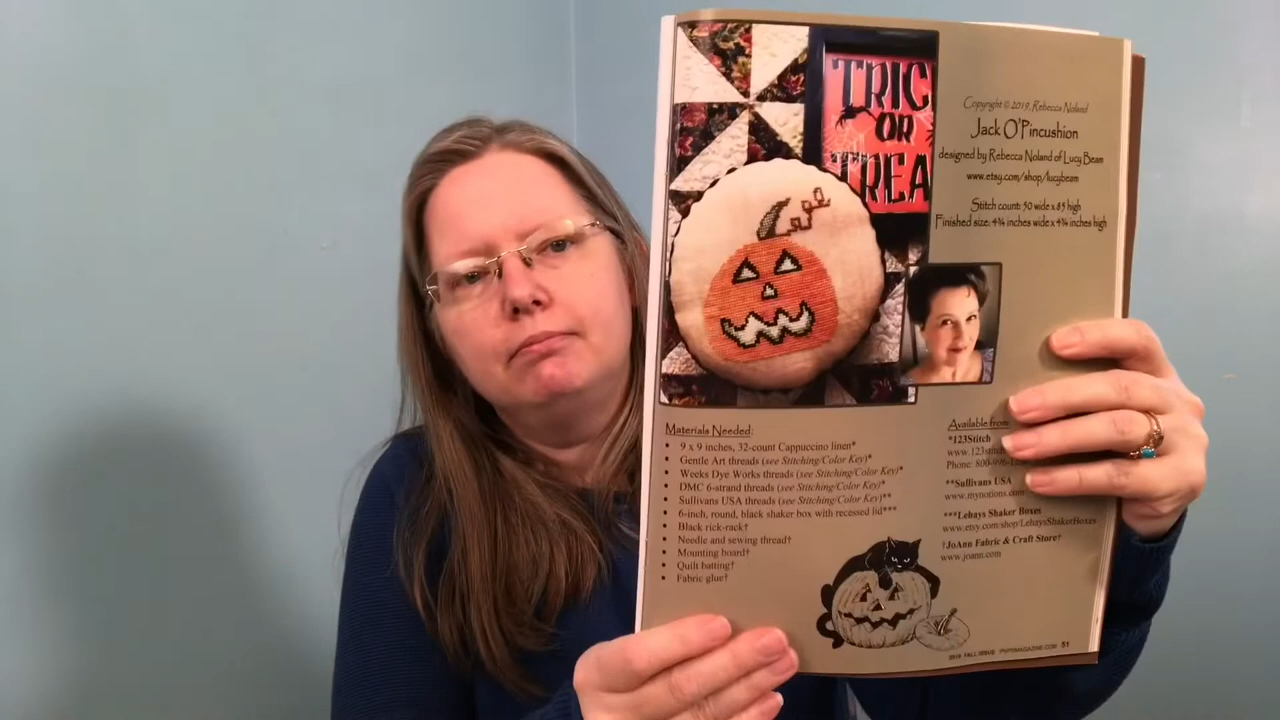 TRIC
OR
TREA
Copyright © 2019, Rebecca Noland
Jack O'Pincushion
designed by Rebecca Noland of Lucy Beam
www.etsy.com/shop/lucybeam
Stitch count: 50 wide x 85 high
Finished size: 4¾ inches wide x 4¾ inches high
Materials Needed:
• 9 x 9 inches, 32-count Cappuccino linen*
• Gentle Art threads (see Stitching/Color Key)*
• Weeks Dye Works threads (see Stitching/Color Key)*
• DMC 6-strand threads (see Stitching/Color Key)*
• Sullivans USA threads (see Stitching/Color Key)**
• 6-inch, round, black shaker box with recessed lid***
• Black rick-rack†
• Needle and sewing thread†
• Mounting board†
• Quilt batting†
• Fabric glue†
Available from:
*123Stitch
www.123stitch
Phone: 800-996-
**Sullivans USA
www.mynotions.com
***Lehays Shaker Boxes
www.etsy.com/shop/LehaysShakerBoxes
†JoAnn Fabric & Craft Store†
www.joann.com
2019 FALL ISSUE PTPTSMAGAZINE.COM 51